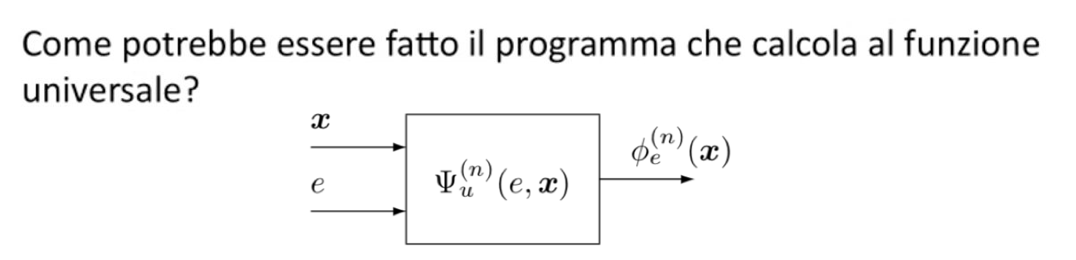 Come potrebbe essere fatto il programma che calcola al funzione
universale?
x
e
Ψ_u^{(n)}(e, x)
ϕ_e^{(n)}(x)